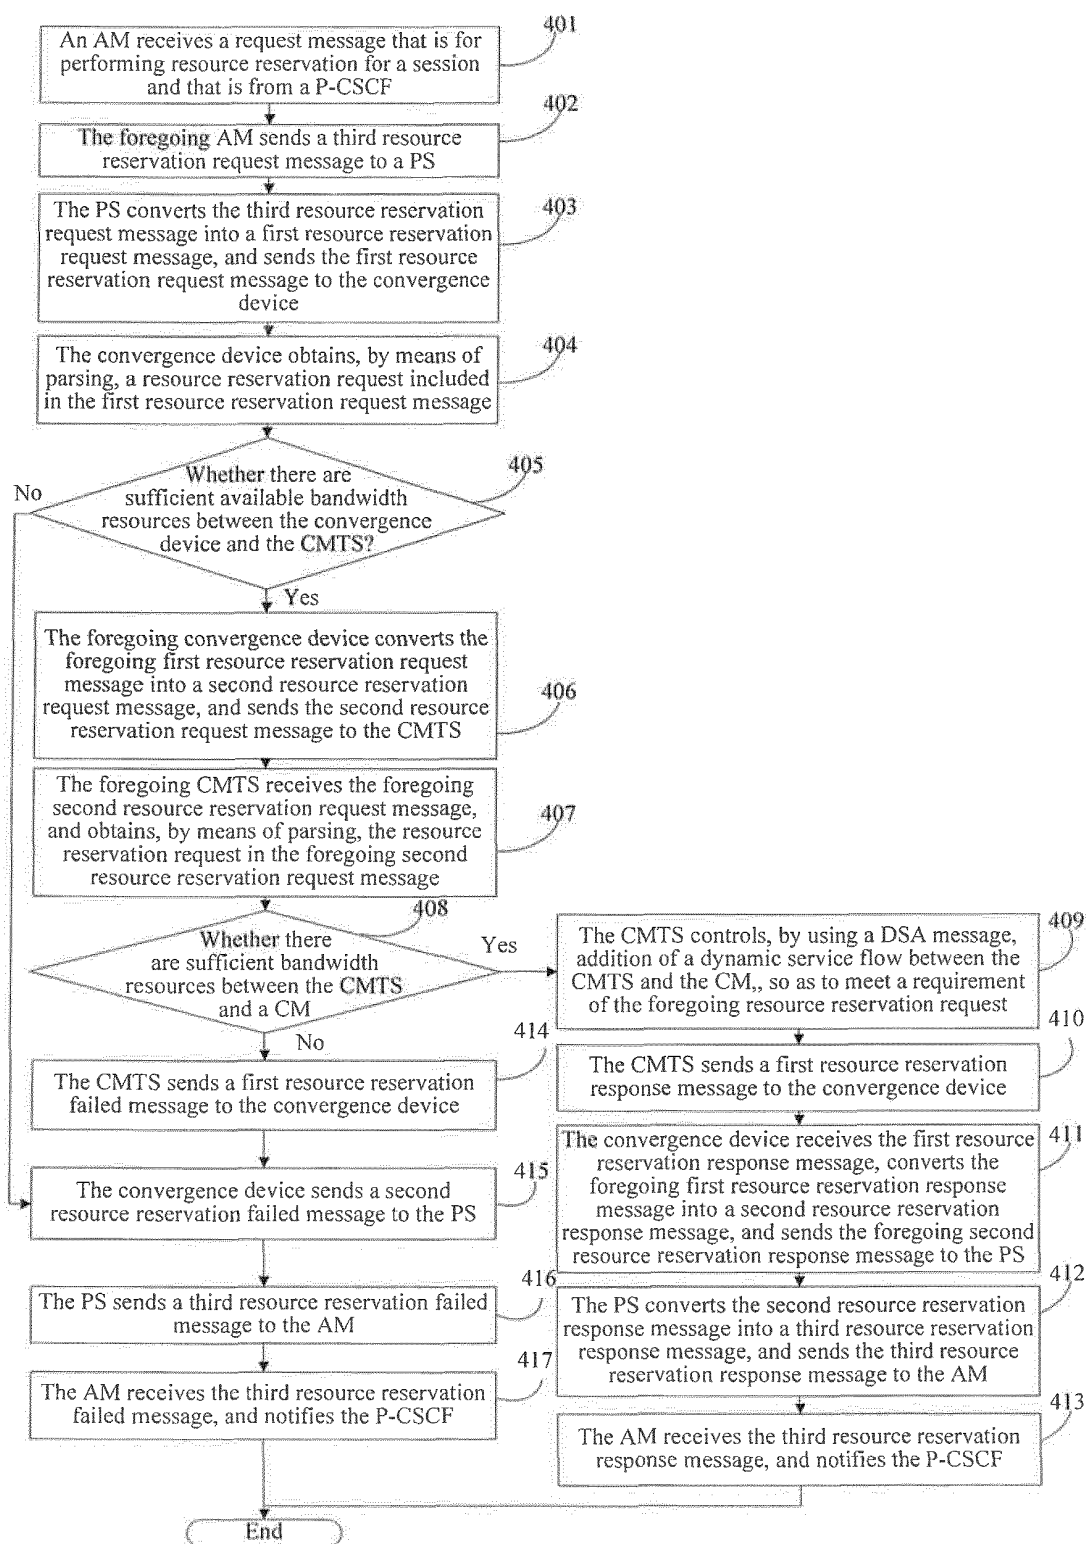 401
An AM receives a request message that is for
performing resource reservation for a session
and that is from a P-CSCF
402
The foregoing AM sends a third resource
reservation request message to a PS
403
The PS converts the third resource reservation
request message into a first resource reservation
request message, and sends the first resource
reservation request message to the convergence
device
404
The convergence device obtains, by means of
parsing, a resource reservation request included
in the first resource reservation request message
405
No
Whether there are
sufficient available bandwidth
resources between the convergence
device and the CMTS?
Yes
The foregoing convergence device converts the
foregoing first resource reservation request
message into a second resource reservation
request message, and sends the second resource
reservation request message to the CMTS
406
The foregoing CMTS receives the foregoing
second resource reservation request message,
and obtains, by means of parsing, the resource
reservation request in the foregoing second
resource reservation request message
407
408
Whether there
are sufficient bandwidth
resources between the CMTS
and a CM
Yes
No
409
The CMTS controls, by using a DSA message,
addition of a dynamic service flow between the
CMTS and the CM,, so as to meet a requirement
of the foregoing resource reservation request
410
The CMTS sends a first resource reservation
response message to the convergence device
411
The convergence device receives the first resource
reservation response message, converts the
foregoing first resource reservation response
message into a second resource reservation
response message, and sends the foregoing second
resource reservation response message to the PS
412
The PS converts the second resource reservation
response message into a third resource reservation
response message, and sends the third resource
reservation response message to the AM
413
The AM receives the third resource reservation
response message, and notifies the P-CSCF
414
The CMTS sends a first resource reservation
failed message to the convergence device
415
The convergence device sends a second
resource reservation failed message to the PS
416
The PS sends a third resource reservation failed
message to the AM
417
The AM receives the third resource reservation
failed message, and notifies the P-CSCF
End